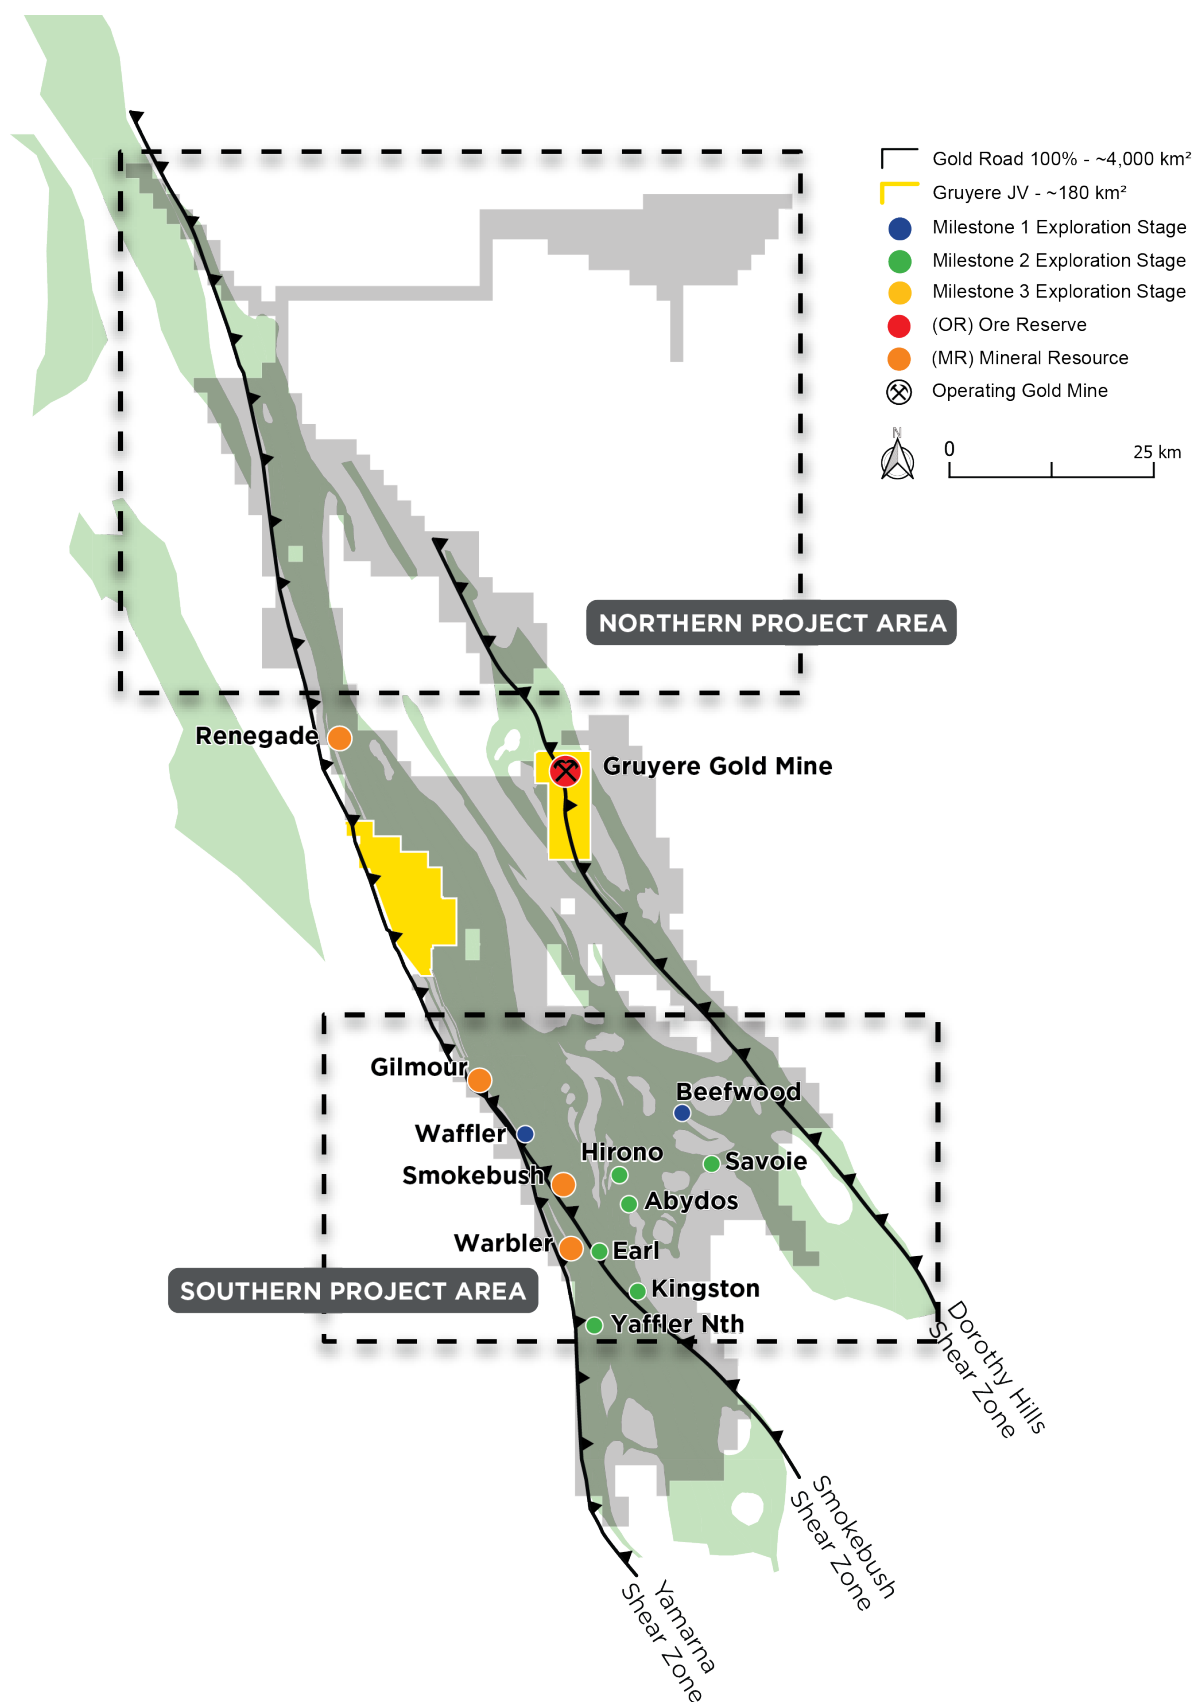 Gold Road 100% - ~4,000 km²
Gruyere JV - ~180 km²
Milestone 1 Exploration Stage
Milestone 2 Exploration Stage
Milestone 3 Exploration Stage
(OR) Ore Reserve
(MR) Mineral Resource
Operating Gold Mine
N
0
25 km
NORTHERN PROJECT AREA
Renegade
Gruyere Gold Mine
Gilmour
Beefwood
Waffler
Hirono
Savoie
Smokebush
Abydos
Warbler
Earl
SOUTHERN PROJECT AREA
Kingston
Yaffler Nth
Dorothy Hills
Shear Zone
Smokebush
Shear Zone
Yamarna
Shear Zone